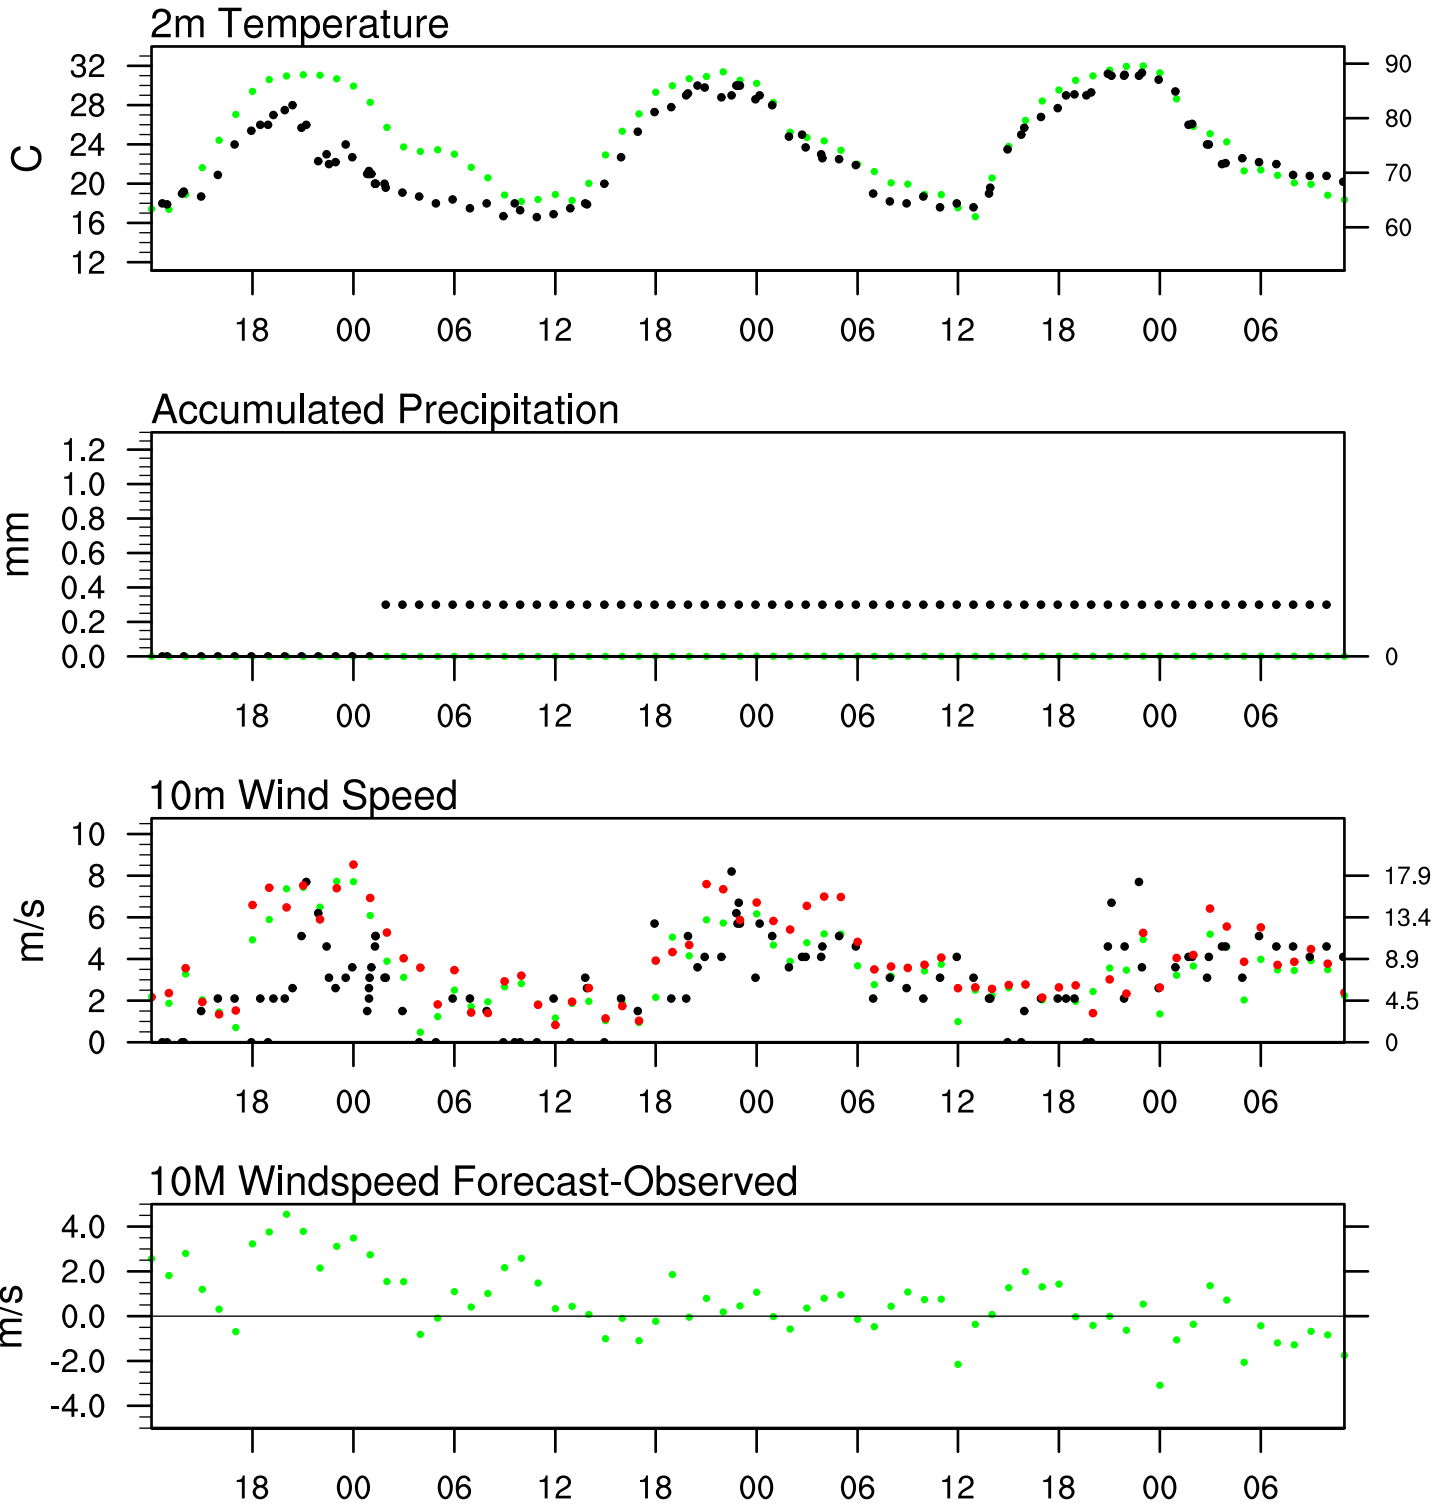 2m Temperature
32
28
24
20
16
12
C
90
80
70
60
18 00 06 12 18 00 06 12 18 00 06
Accumulated Precipitation
1.2
1.0
0.8
0.6
0.4
0.2
0.0
mm
0
18 00 06 12 18 00 06 12 18 00 06
10m Wind Speed
10
8
6
4
2
0
m/s
17.9
13.4
8.9
4.5
0
18 00 06 12 18 00 06 12 18 00 06
10M Windspeed Forecast-Observed
4.0
2.0
0.0
-2.0
-4.0
m/s
18 00 06 12 18 00 06 12 18 00 06